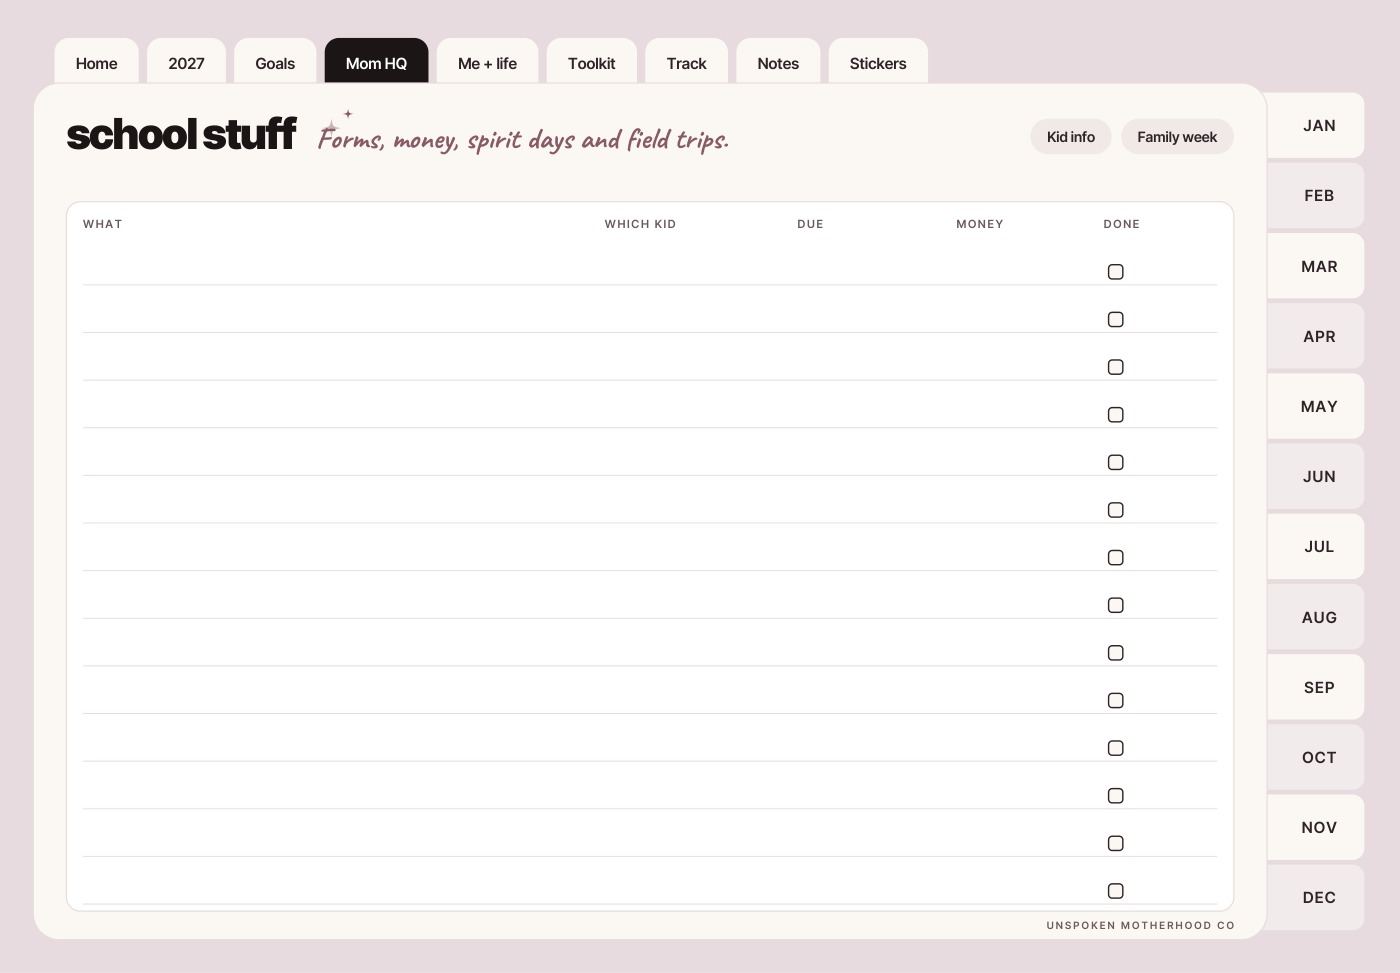 Home 2027 Goals Mom HQ Me + life Toolkit Track Notes Stickers
school stuff Forms, money, spirit days and field trips.
Kid info Family week
WHAT WHICH KID DUE MONEY DONE
JAN
FEB
MAR
APR
MAY
JUN
JUL
AUG
SEP
OCT
NOV
DEC
UNSPOKEN MOTHERHOOD CO